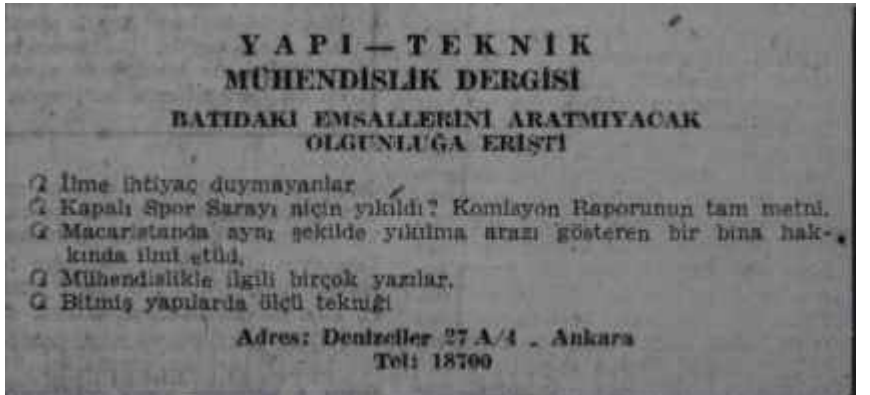 YAPI — TEKNİK
MÜHENDİSLİK DERGİSİ
BATIDAKİ EMSALLERİNİ ARATMIYACAK
OLGUNLUĞA ERİŞTİ
İlme ihtiyaç duymayanlar
Kapalı Spor Sarayı niçin yıkıldı? Komisyon Raporunun tam metni.
Macaristanda aynı şekilde yıkılma arazı gösteren bir bina hak-
kında ilmi etüd.
Mühendislikle ilgili birçok yazılar.
Bitmiş yapılarda ölçü tekniği
Adres: Denizciler 27 A/4 - Ankara
Tel: 18700